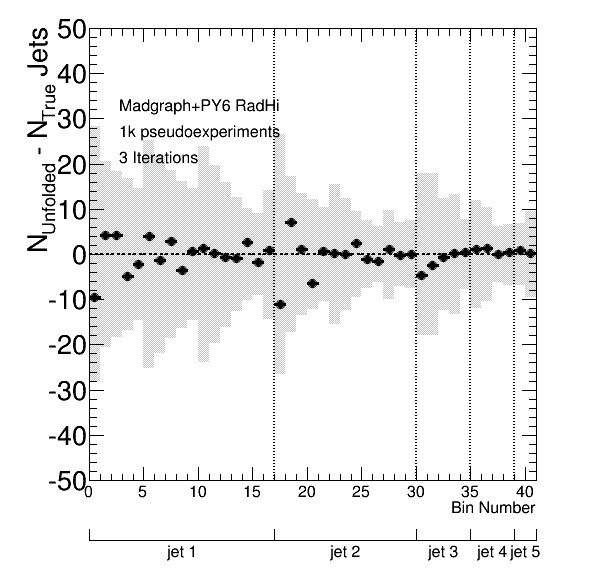 N_Unfolded - N_True Jets
50
40
30
20
10
0
-10
-20
-30
-40
-50
Madgraph+PY6 RadHi
1k pseudoexperiments
3 Iterations
0 5 10 15 20 25 30 35 40
Bin Number
jet 1 jet 2 jet 3 jet 4 jet 5